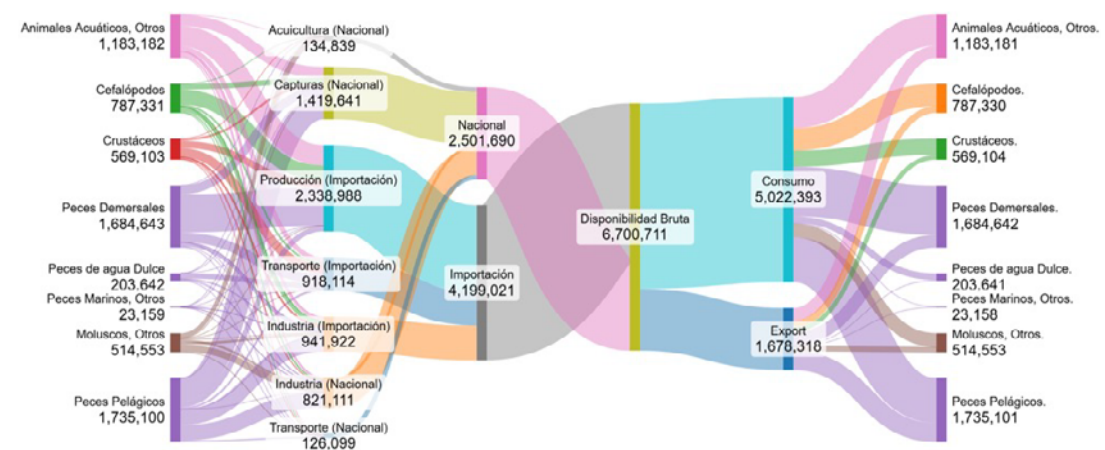 Animales Acuáticos, Otros
1,183,182
Cefalópodos
787,331
Crustáceos
569,103
Peces Demersales
1,684,643
Peces de agua Dulce
203.642
Peces Marinos, Otros
23,159
Moluscos, Otros
514,553
Peces Pelágicos
1,735,100
Acuicultura (Nacional)
134,839
Capturas (Nacional)
1,419,641
Producción (Importación)
2,338,988
Transporte (Importación)
918,114
Industria (Importación)
941,922
Industria (Nacional)
821,111
Transporte (Nacional)
126,099
Nacional
2,501,690
Importación
4,199,021
Disponibilidad Bruta
6,700,711
Consumo
5,022,393
Export
1,678,318
Animales Acuáticos, Otros.
1,183,181
Cefalópodos.
787,330
Crustáceos.
569,104
Peces Demersales.
1,684,642
Peces de agua Dulce.
203.641
Peces Marinos, Otros.
23,158
Moluscos, Otros.
514,553
Peces Pelágicos.
1,735,101